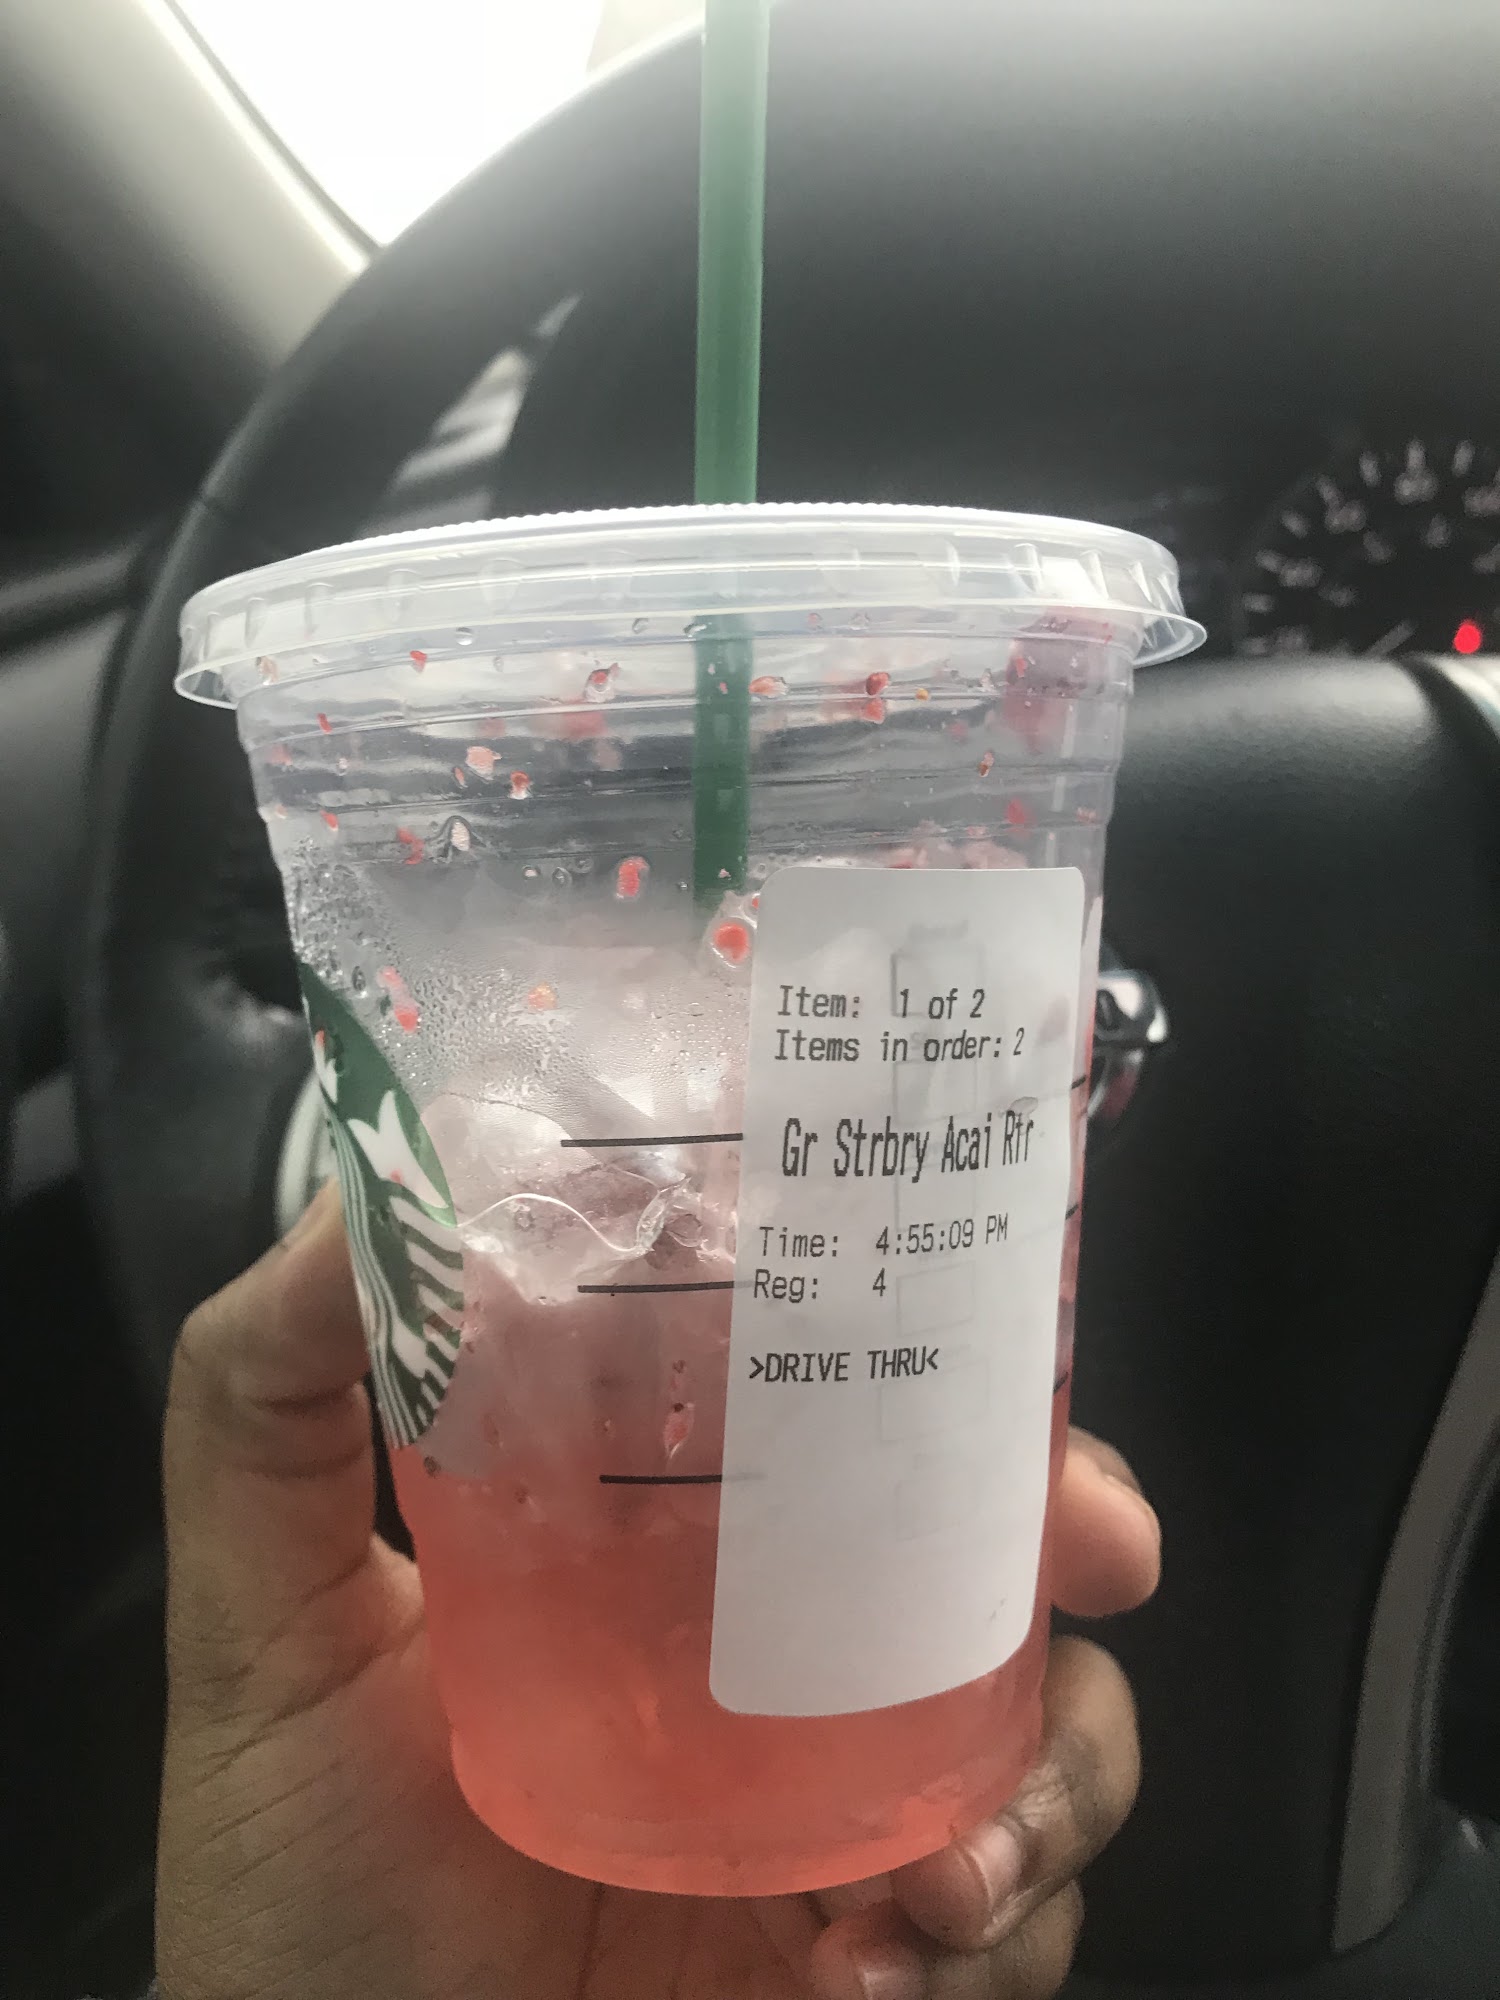 Item: 1 of 2
Items in order: 2
Gr Strbry Acai Rfr
Time: 4:55:09 PM
Reg: 4
>DRIVE THRU<